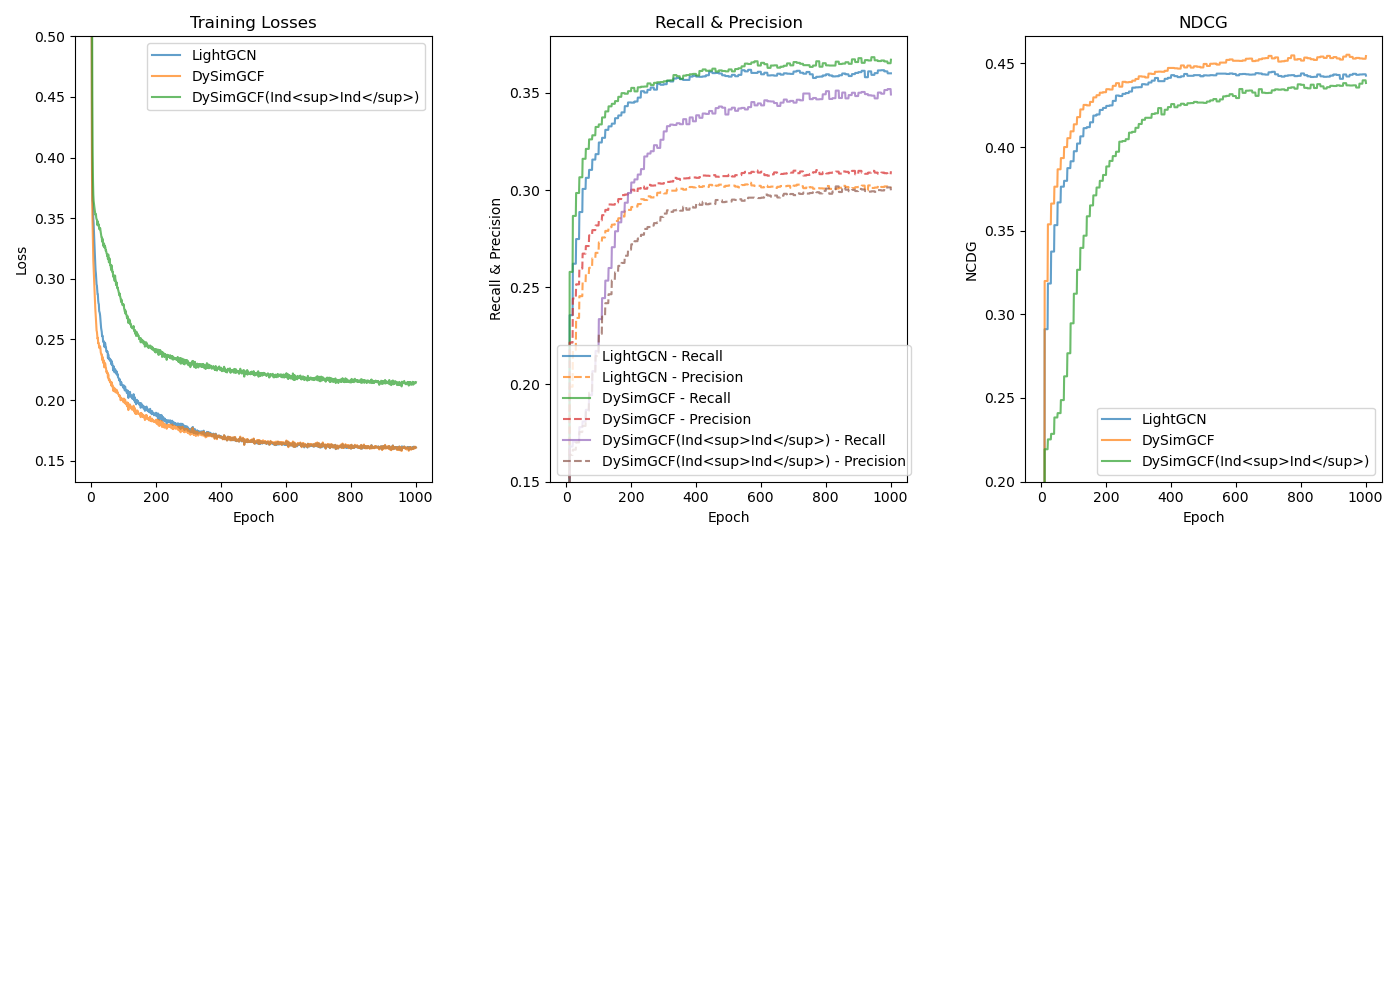 Training Losses
0.50
0.45
0.40
0.35
0.30
0.25
0.20
0.15
Loss
0 200 400 600 800 1000
Epoch
LightGCN
DySimGCF
DySimGCF(Ind<sup>Ind</sup>)
Recall & Precision
0.35
0.30
0.25
0.20
0.15
Recall & Precision
0 200 400 600 800 1000
Epoch
LightGCN - Recall
LightGCN - Precision
DySimGCF - Recall
DySimGCF - Precision
DySimGCF(Ind<sup>Ind</sup>) - Recall
DySimGCF(Ind<sup>Ind</sup>) - Precision
NDCG
0.45
0.40
0.35
0.30
0.25
0.20
NCDG
0 200 400 600 800 1000
Epoch
LightGCN
DySimGCF
DySimGCF(Ind<sup>Ind</sup>)